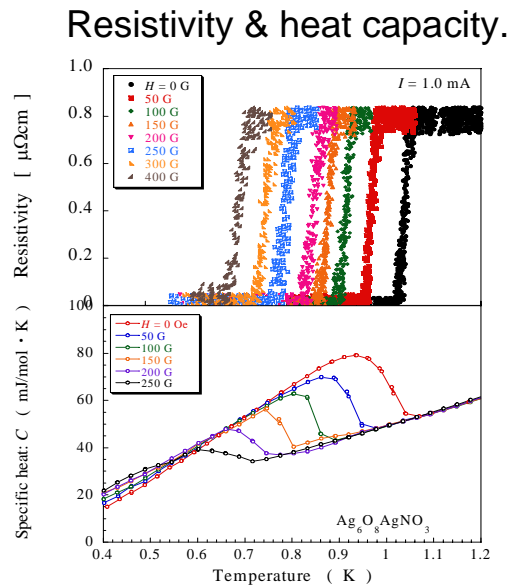 Resistivity & heat capacity.
Resistivity [ μΩcm ]
1.0
0.8
0.6
0.4
0.2
0
H = 0 G
50 G
100 G
150 G
200 G
250 G
300 G
400 G
I = 1.0 mA
Specific heat: C ( mJ/mol・K )
100
80
60
40
20
0
H = 0 Oe
50 G
100 G
150 G
200 G
250 G
Ag₆O₈AgNO₃
0.4 0.5 0.6 0.7 0.8 0.9 1 1.1 1.2
Temperature ( K )